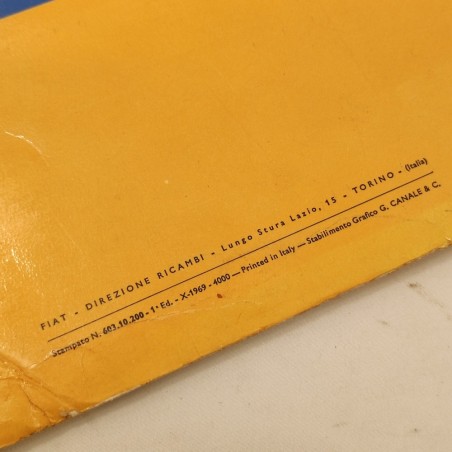 FIAT - DIREZIONE RICAMBI - Lungo Stura Lazio, 15 - TORINO - (Italia)
Stampato N. 603.10.200 - 1ª Ed. - X-1969 - 4000 — Printed in Italy — Stabilimento Grafico G. CANALE & C.